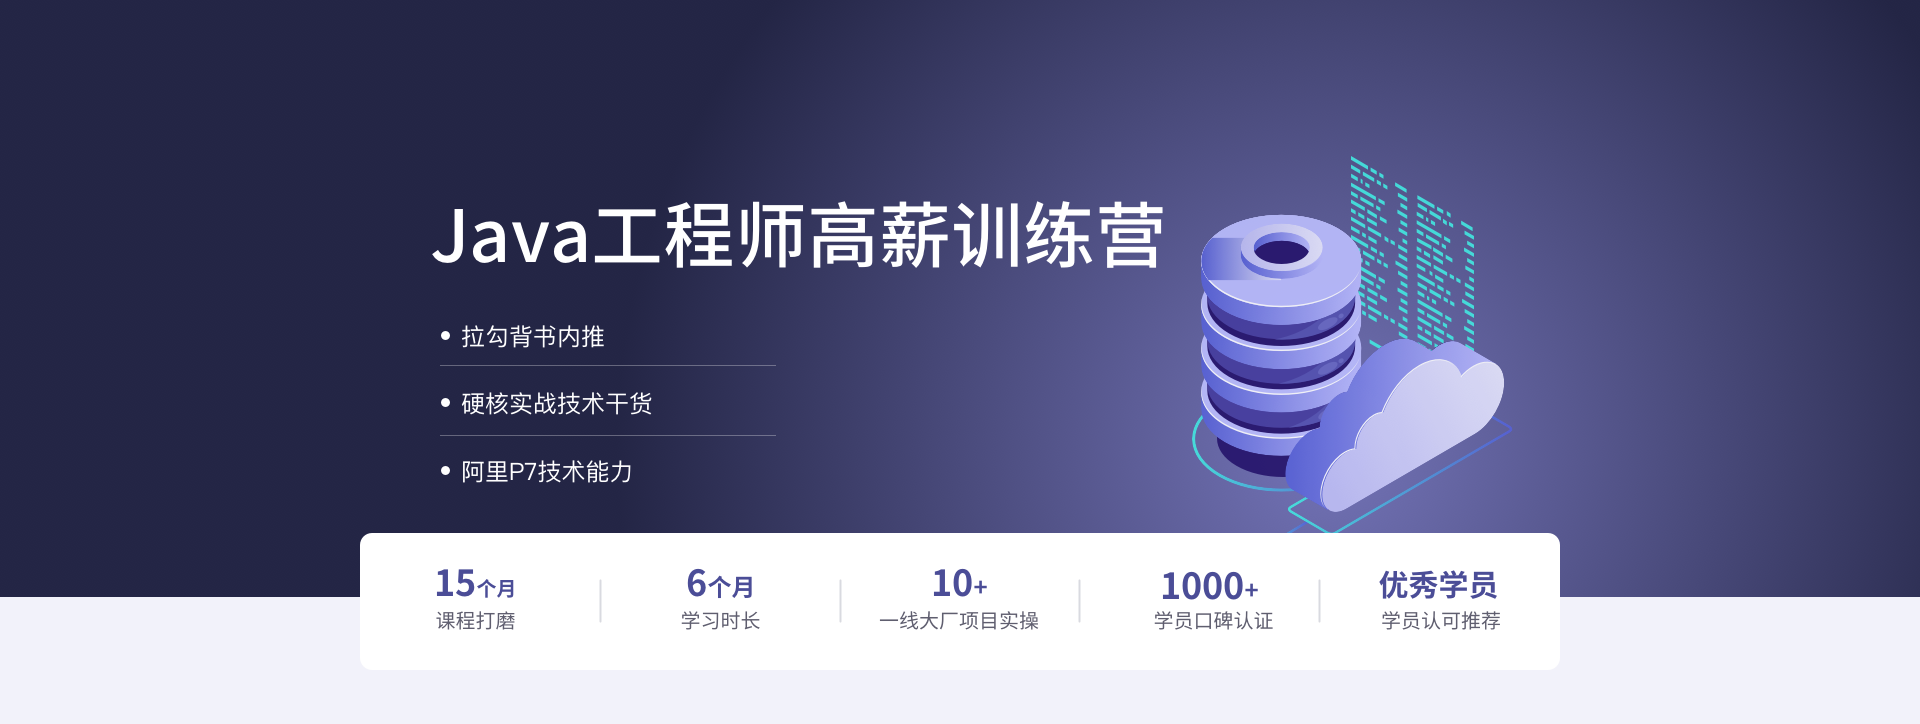 Java工程师高薪训练营
拉勾背书内推
硬核实战技术干货
阿里P7技术能力
15个月
课程打磨
6个月
学习时长
10+
一线大厂项目实操
1000+
学员口碑认证
优秀学员
学员认可推荐